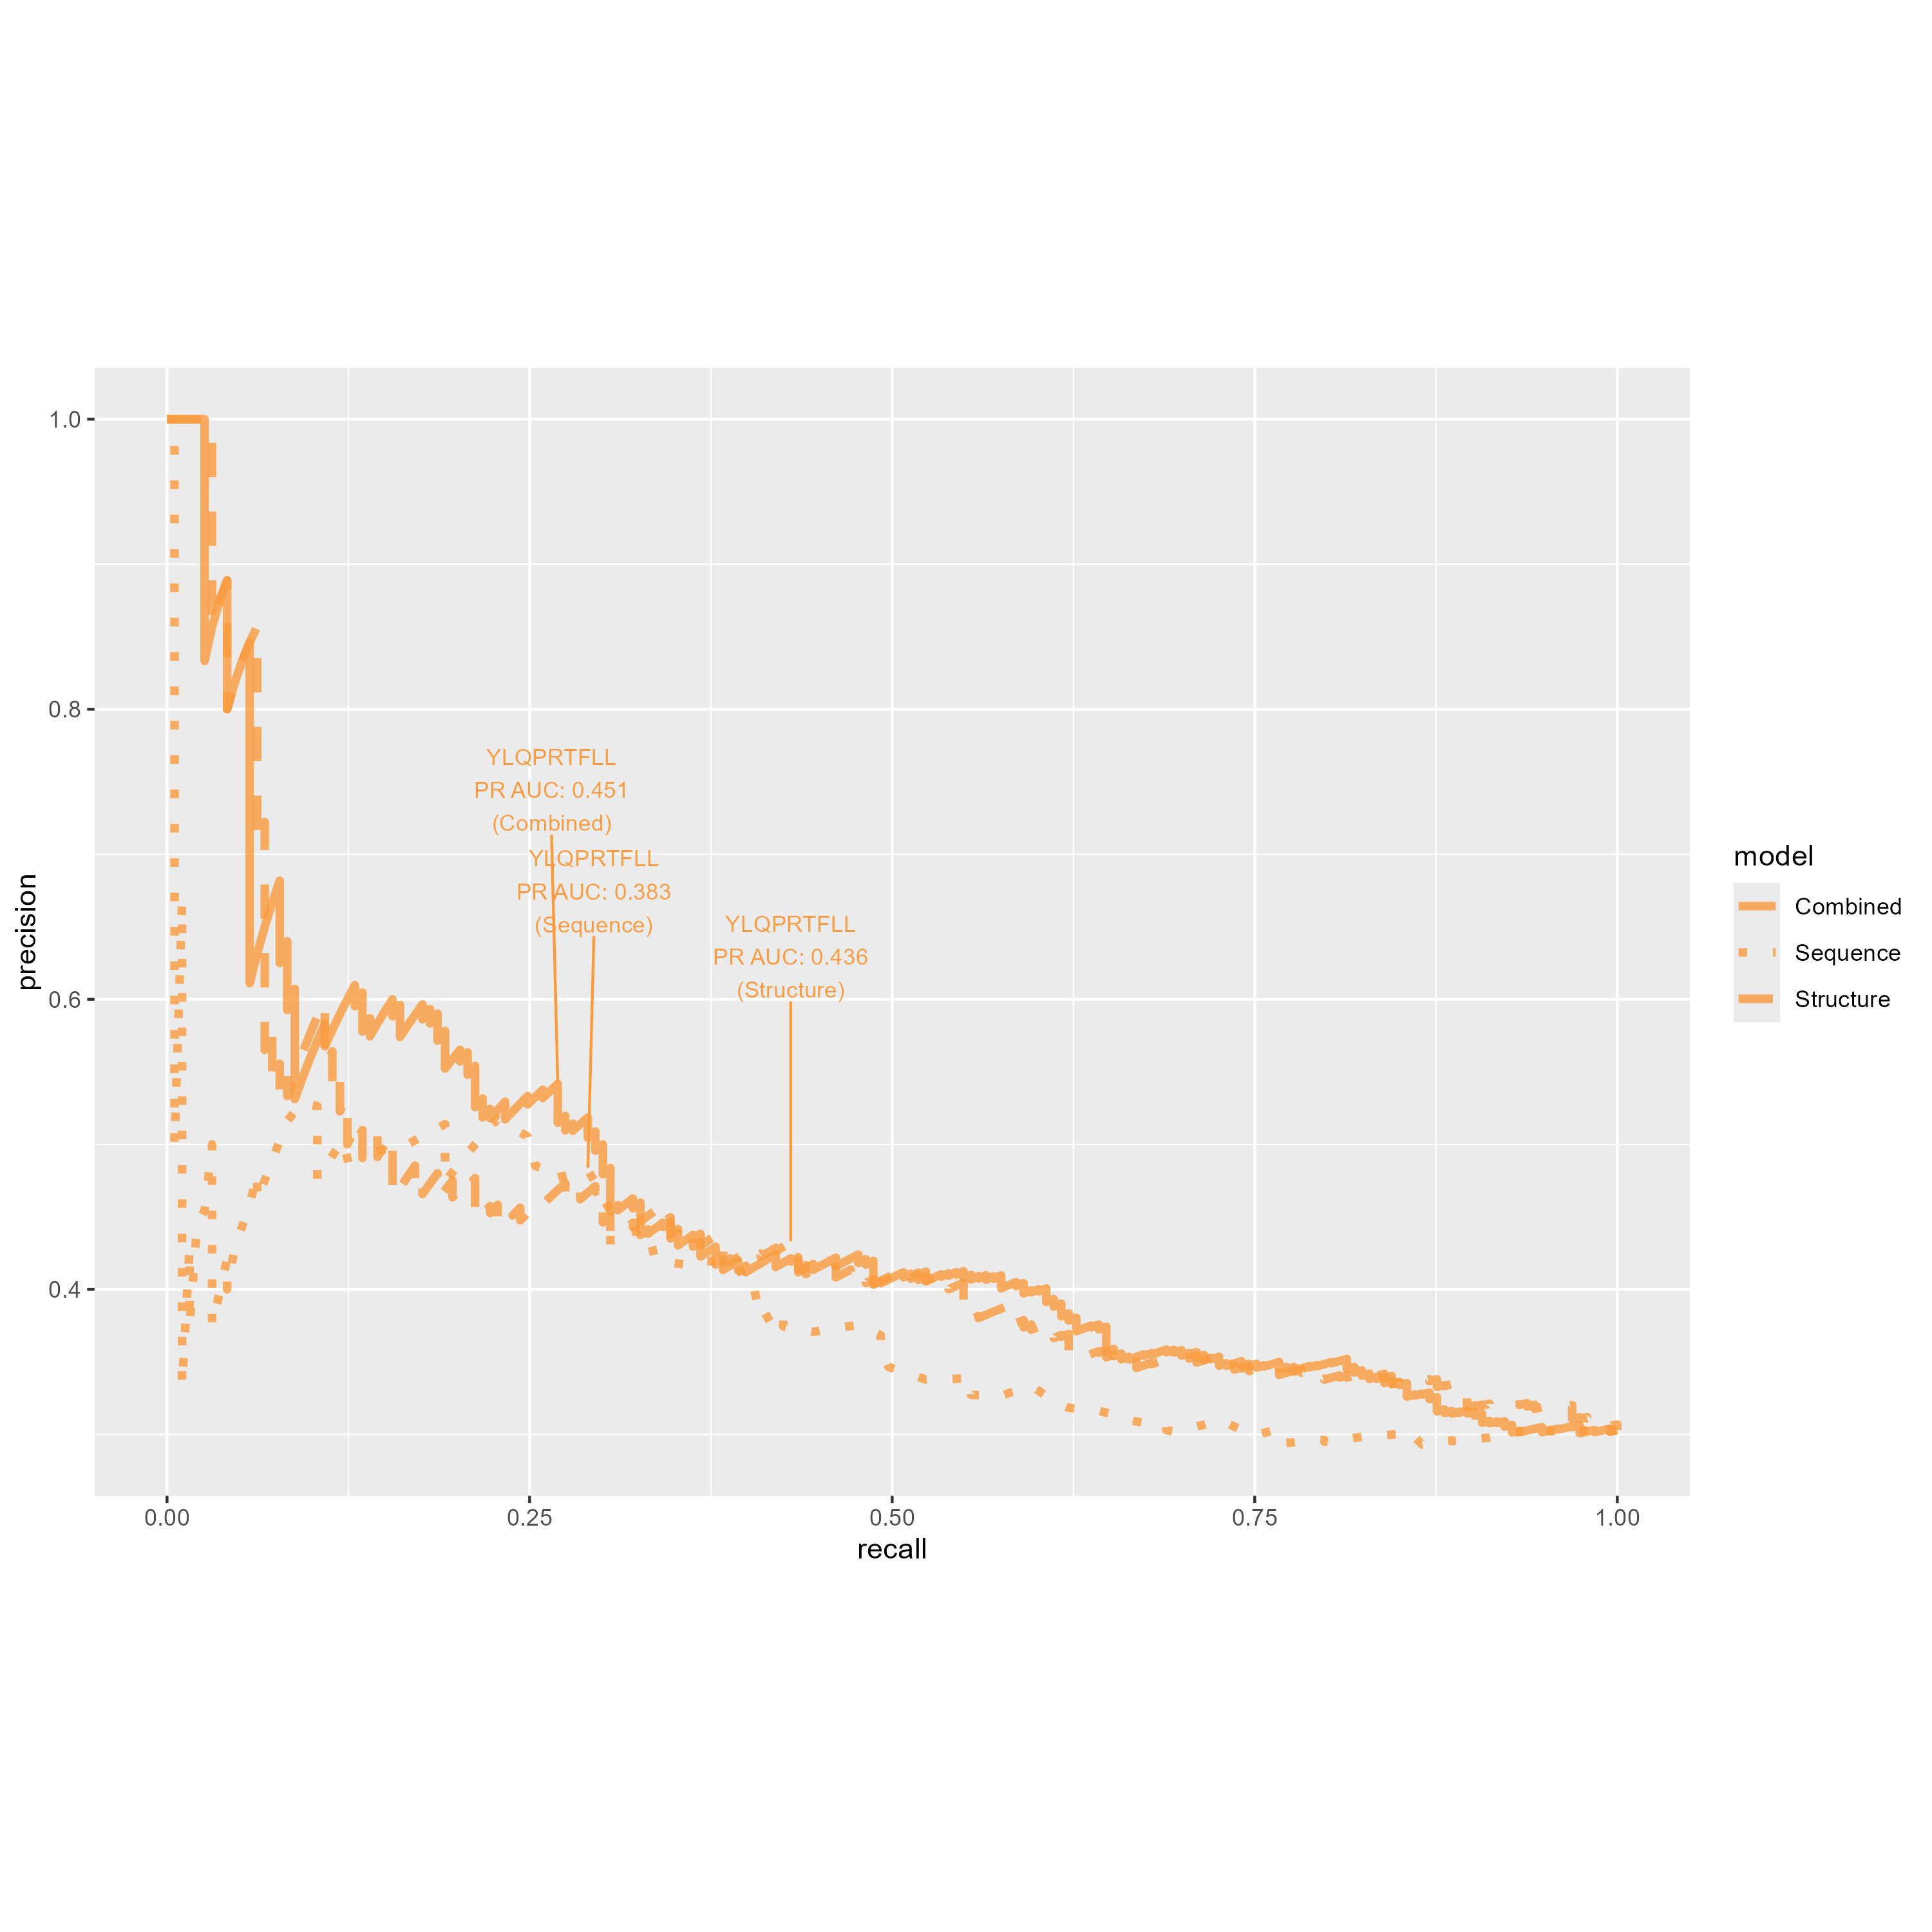 1.0
0.8
0.6
0.4
precision
YLQPRTFLL
PR AUC: 0.451
(Combined)
YLQPRTFLL
PR AUC: 0.383
(Sequence)
YLQPRTFLL
PR AUC: 0.436
(Structure)
0.00
0.25
0.50
0.75
1.00
recall
model
Combined
Sequence
Structure